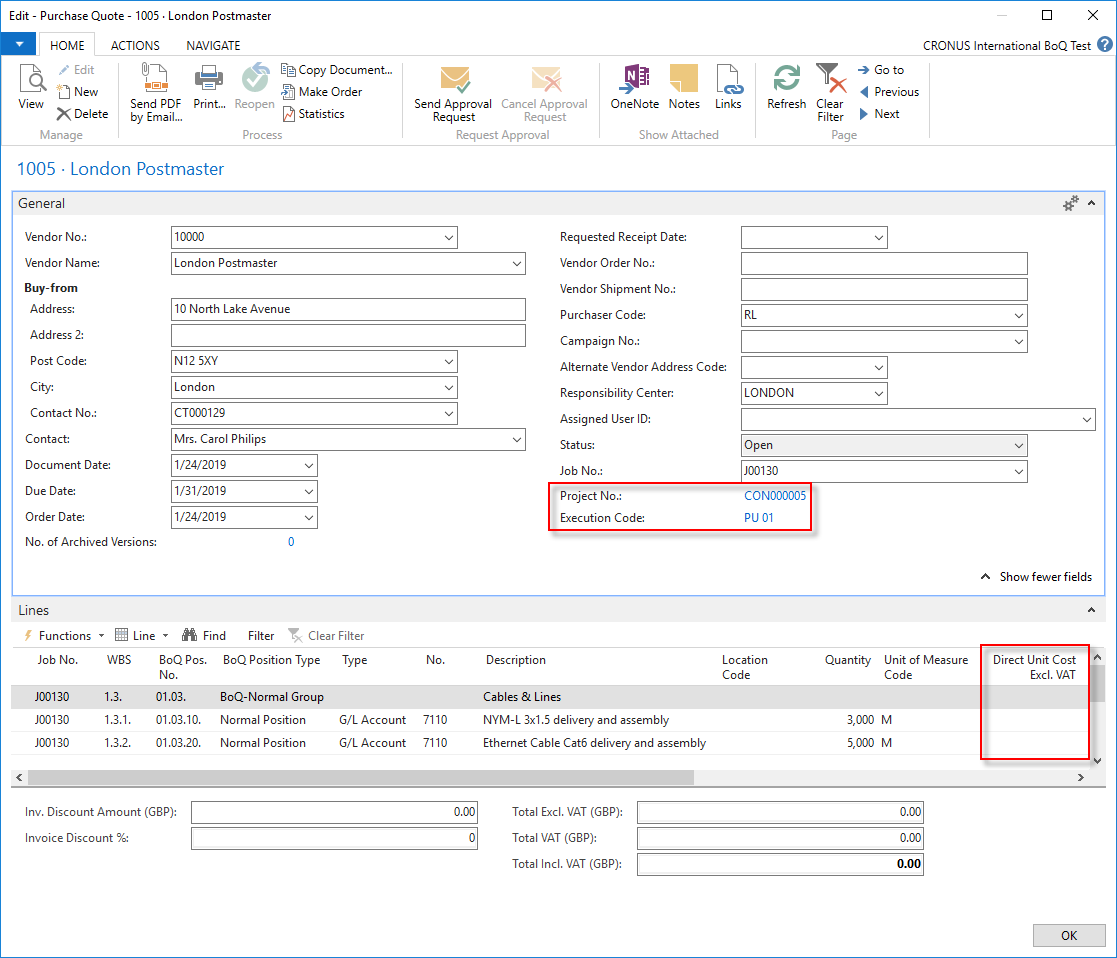 Edit - Purchase Quote - 1005 · London Postmaster
HOME ACTIONS NAVIGATE CRONUS International BoQ Test ?
View
Edit
New
Delete
Manage
Send PDF
by Email...
Print...
Reopen
Copy Document...
Make Order
Statistics
Process
Send Approval
Request
Cancel Approval
Request
Request Approval
OneNote
Notes
Links
Show Attached
Refresh
Clear
Filter
Go to
Previous
Next
Page
1005 · London Postmaster
General
Vendor No.: 10000
Vendor Name: London Postmaster
Buy-from
Address: 10 North Lake Avenue
Address 2:
Post Code: N12 5XY
City: London
Contact No.: CT000129
Contact: Mrs. Carol Philips
Document Date: 1/24/2019
Due Date: 1/31/2019
Order Date: 1/24/2019
No. of Archived Versions: 0
Requested Receipt Date:
Vendor Order No.:
Vendor Shipment No.:
Purchaser Code: RL
Campaign No.:
Alternate Vendor Address Code:
Responsibility Center: LONDON
Assigned User ID:
Status: Open
Job No.: J00130
Project No.: CON000005
Execution Code: PU 01
Show fewer fields
Lines
Functions Line Find Filter Clear Filter
Job No. WBS BoQ Pos. BoQ Position Type Type No. Description Location Quantity Unit of Measure Direct Unit Cost
No. Code Code Excl. VAT
J00130 1.3. 01.03. BoQ-Normal Group Cables & Lines
J00130 1.3.1. 01.03.10. Normal Position G/L Account 7110 NYM-L 3x1.5 delivery and assembly 3,000 M
J00130 1.3.2. 01.03.20. Normal Position G/L Account 7110 Ethernet Cable Cat6 delivery and assembly 5,000 M
Inv. Discount Amount (GBP): 0.00
Invoice Discount %: 0
Total Excl. VAT (GBP): 0.00
Total VAT (GBP): 0.00
Total Incl. VAT (GBP): 0.00
OK